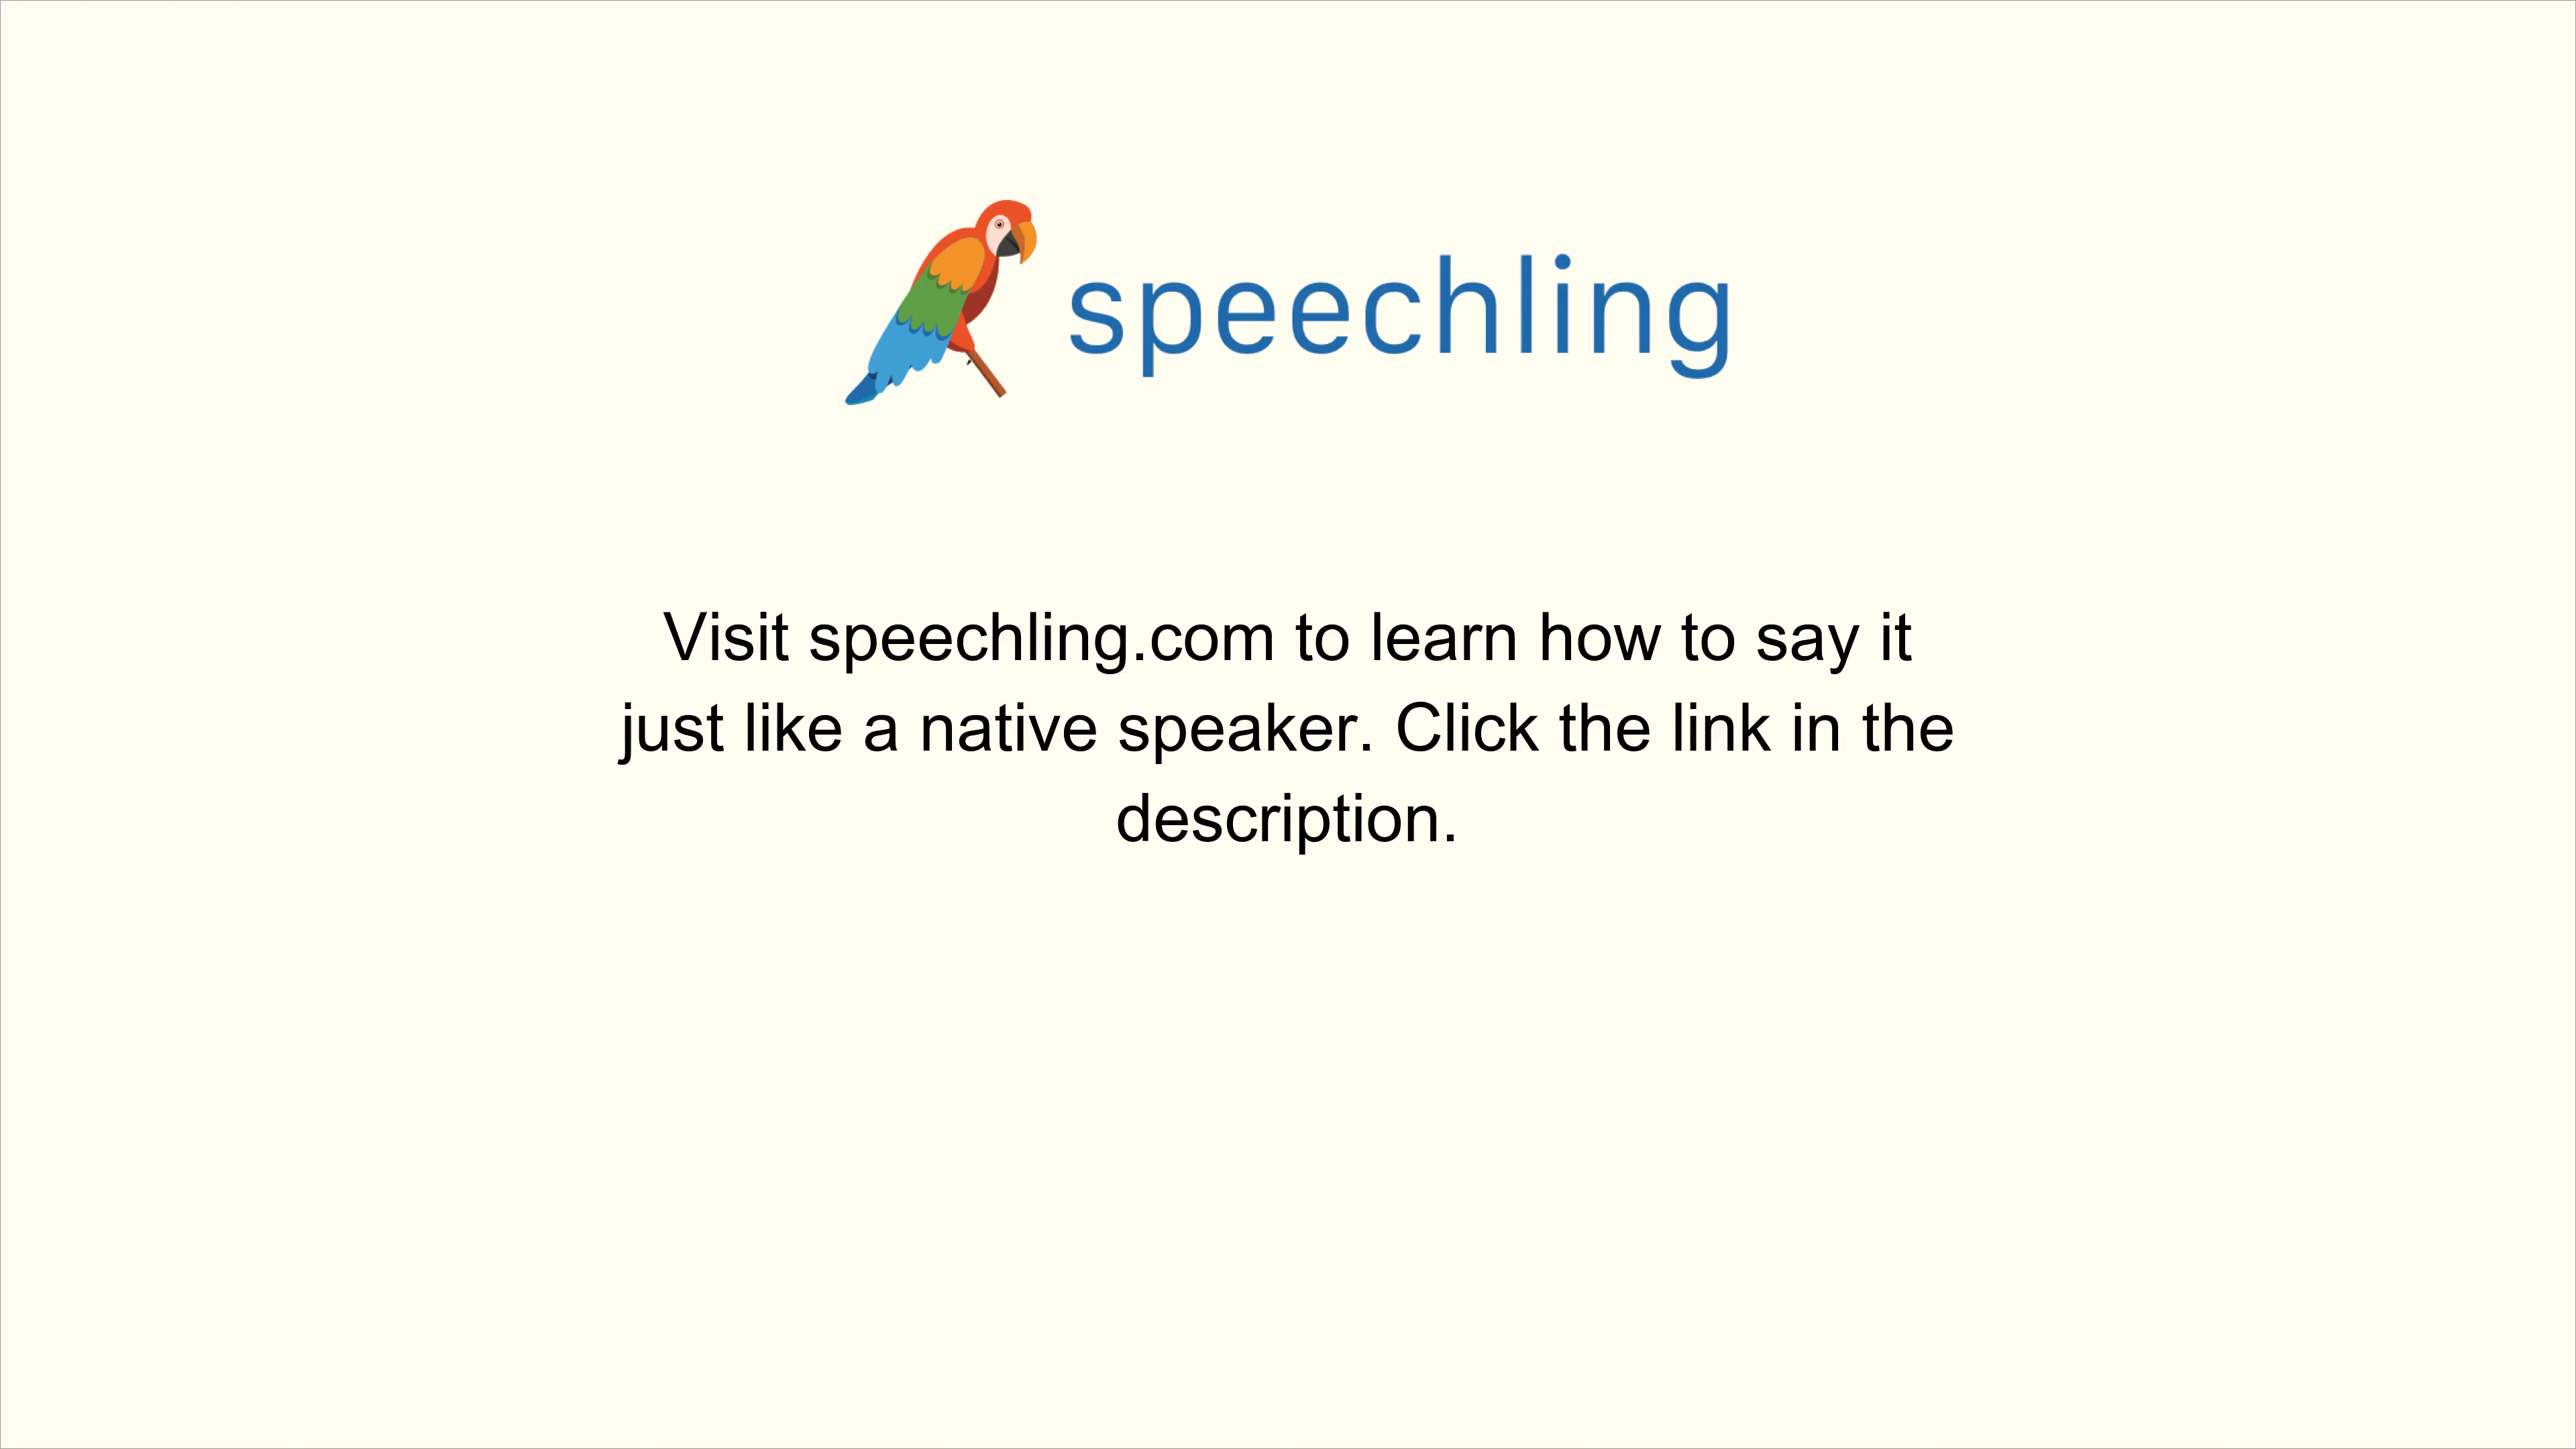 speechling
Visit speechling.com to learn how to say it
just like a native speaker. Click the link in the
description.